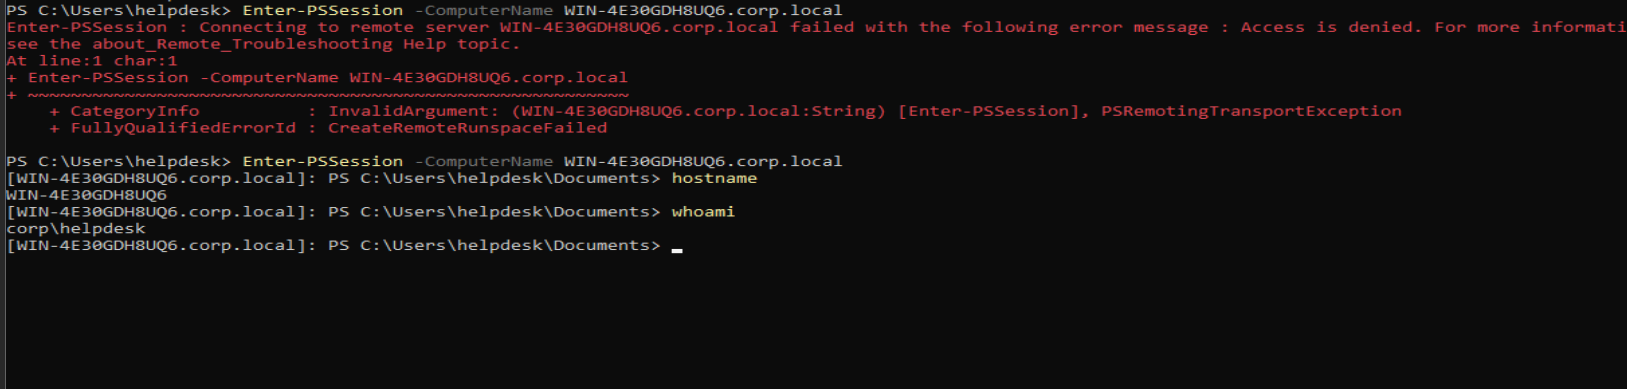 PS C:\Users\helpdesk> Enter-PSSession -ComputerName WIN-4E30GDH8UQ6.corp.local
Enter-PSSession : Connecting to remote server WIN-4E30GDH8UQ6.corp.local failed with the following error message : Access is denied. For more informati
see the about_Remote_Troubleshooting Help topic.
At line:1 char:1
+ Enter-PSSession -ComputerName WIN-4E30GDH8UQ6.corp.local
+ ~~~~~~~~~~~~~~~~~~~~~~~~~~~~~~~~~~~~~~~~~~~~~~~~~~~~~~~~
    + CategoryInfo          : InvalidArgument: (WIN-4E30GDH8UQ6.corp.local:String) [Enter-PSSession], PSRemotingTransportException
    + FullyQualifiedErrorId : CreateRemoteRunspaceFailed
PS C:\Users\helpdesk> Enter-PSSession -ComputerName WIN-4E30GDH8UQ6.corp.local
[WIN-4E30GDH8UQ6.corp.local]: PS C:\Users\helpdesk\Documents> hostname
WIN-4E30GDH8UQ6
[WIN-4E30GDH8UQ6.corp.local]: PS C:\Users\helpdesk\Documents> whoami
corp\helpdesk
[WIN-4E30GDH8UQ6.corp.local]: PS C:\Users\helpdesk\Documents>